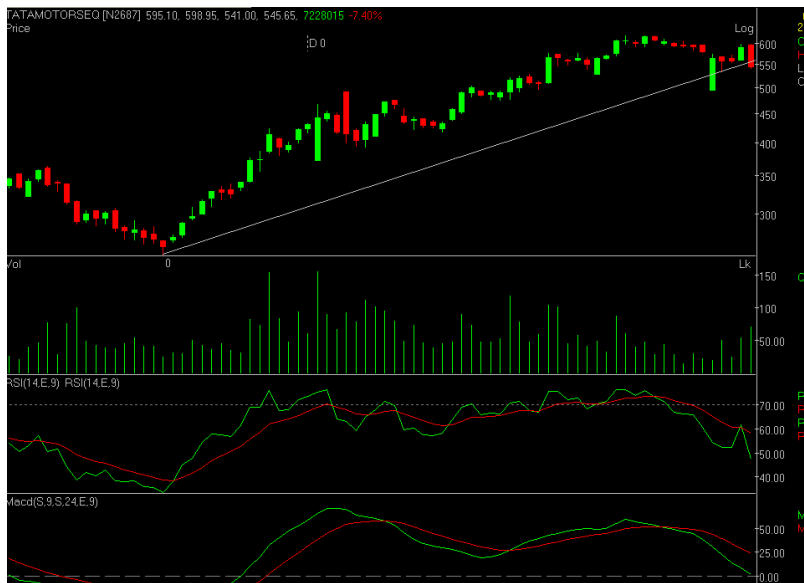 TATAMOTORSEQ [N2687] 595.10, 598.95, 541.00, 545.65, 7228015 -7.40%
Price
Log
D 0
600
550
500
450
400
350
300
Vol
0
Lk
150
100
50.00
RSI(14,E,9) RSI(14,E,9)
70.00
60.00
50.00
40.00
Macd(S,9,S,24,E,9)
50.00
25.00
0.00